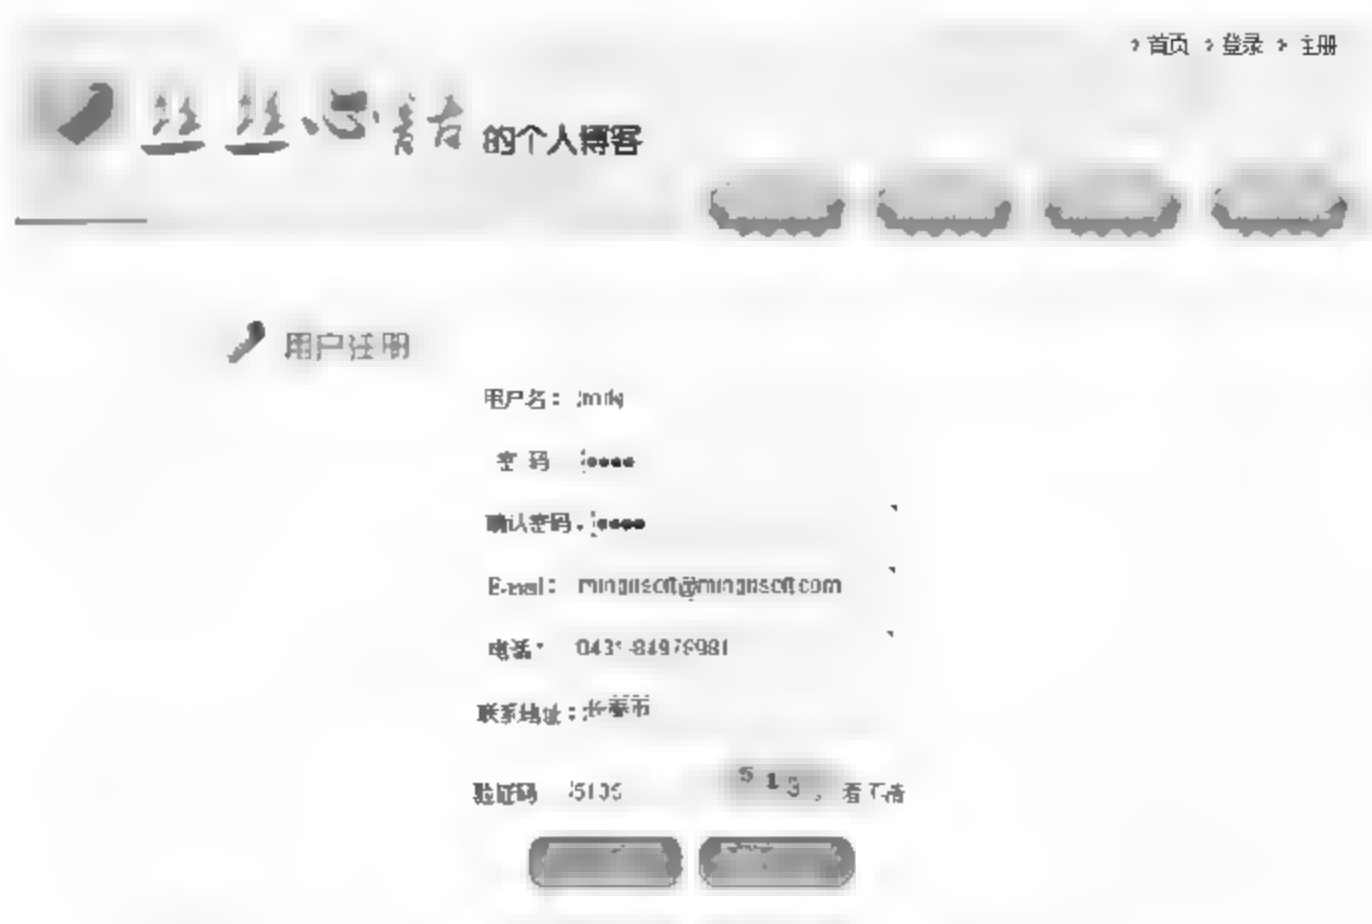 首页 登录 注册
丝丝心语 的个人博客
用户注册
用户名：
密 码 ●●●●
确认密码： ●●●●
E-mail： mingrisoft@mingrisoft.com
电话： 0431-84978981
联系地址： 长春市
验证码 看不清